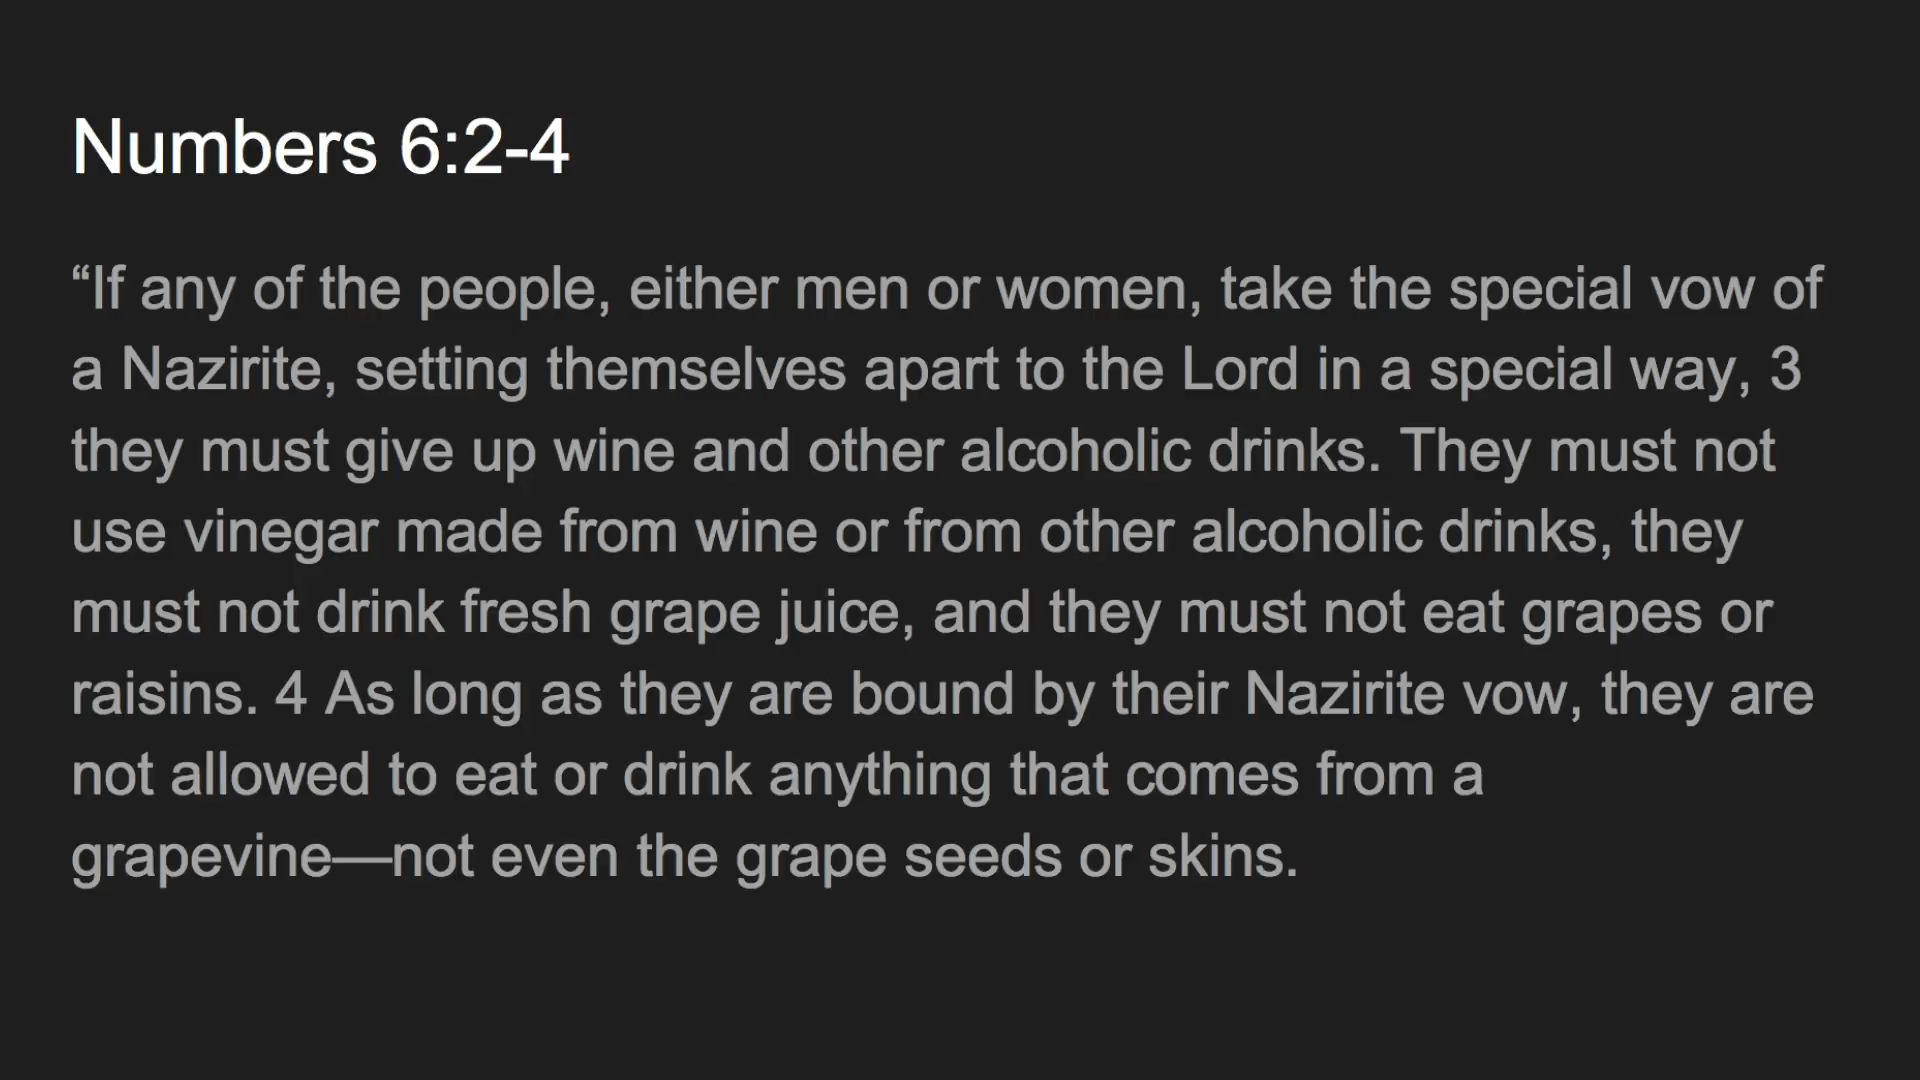 Numbers 6:2-4
“If any of the people, either men or women, take the special vow of
a Nazirite, setting themselves apart to the Lord in a special way, 3
they must give up wine and other alcoholic drinks. They must not
use vinegar made from wine or from other alcoholic drinks, they
must not drink fresh grape juice, and they must not eat grapes or
raisins. 4 As long as they are bound by their Nazirite vow, they are
not allowed to eat or drink anything that comes from a
grapevine—not even the grape seeds or skins.